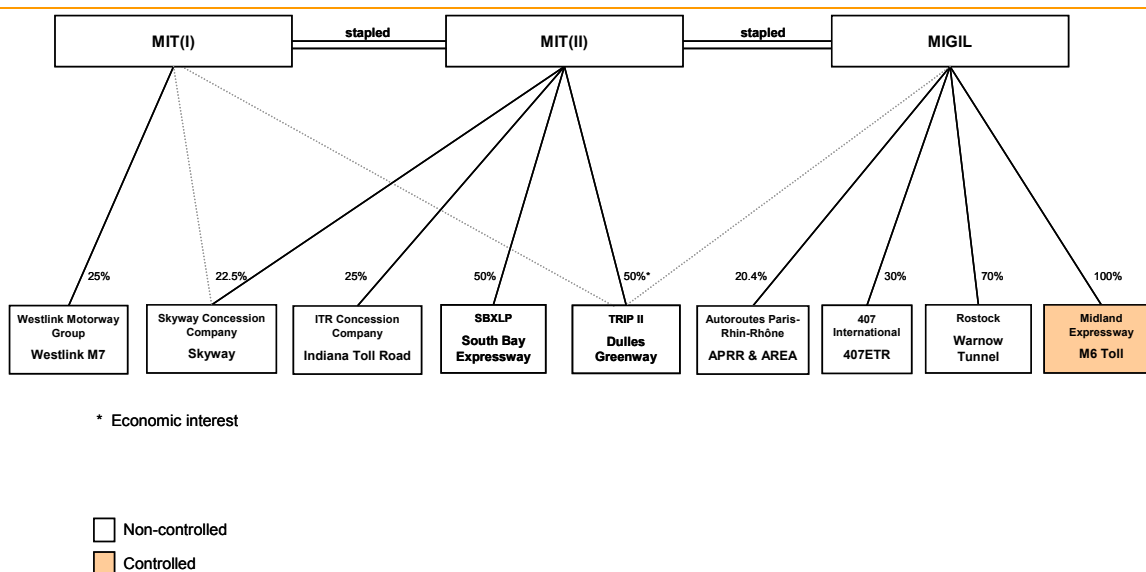 MIT(I)
stapled
MIT(II)
stapled
MIGIL
25%
22.5%
25%
50%
50%*
20.4%
30%
70%
100%
Westlink Motorway
Group
Westlink M7
Skyway Concession
Company
Skyway
ITR Concession
Company
Indiana Toll Road
SBXLP
South Bay
Expressway
TRIP II
Dulles
Greenway
Autoroutes Paris-
Rhin-Rhône
APRR & AREA
407
International
407ETR
Rostock
Warnow
Tunnel
Midland
Expressway
M6 Toll
* Economic interest
Non-controlled
Controlled